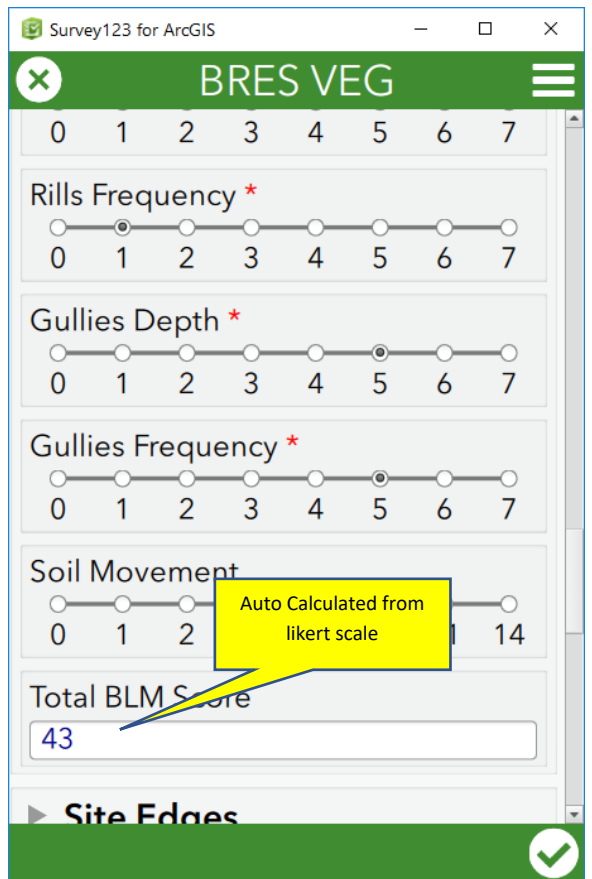 Survey123 for ArcGIS
BRES VEG
0 1 2 3 4 5 6 7
Rills Frequency *
0 1 2 3 4 5 6 7
Gullies Depth *
0 1 2 3 4 5 6 7
Gullies Frequency *
0 1 2 3 4 5 6 7
Soil Movement
0 1 2 1 14
Auto Calculated from
likert scale
Total BLM Score
43
Site Edges